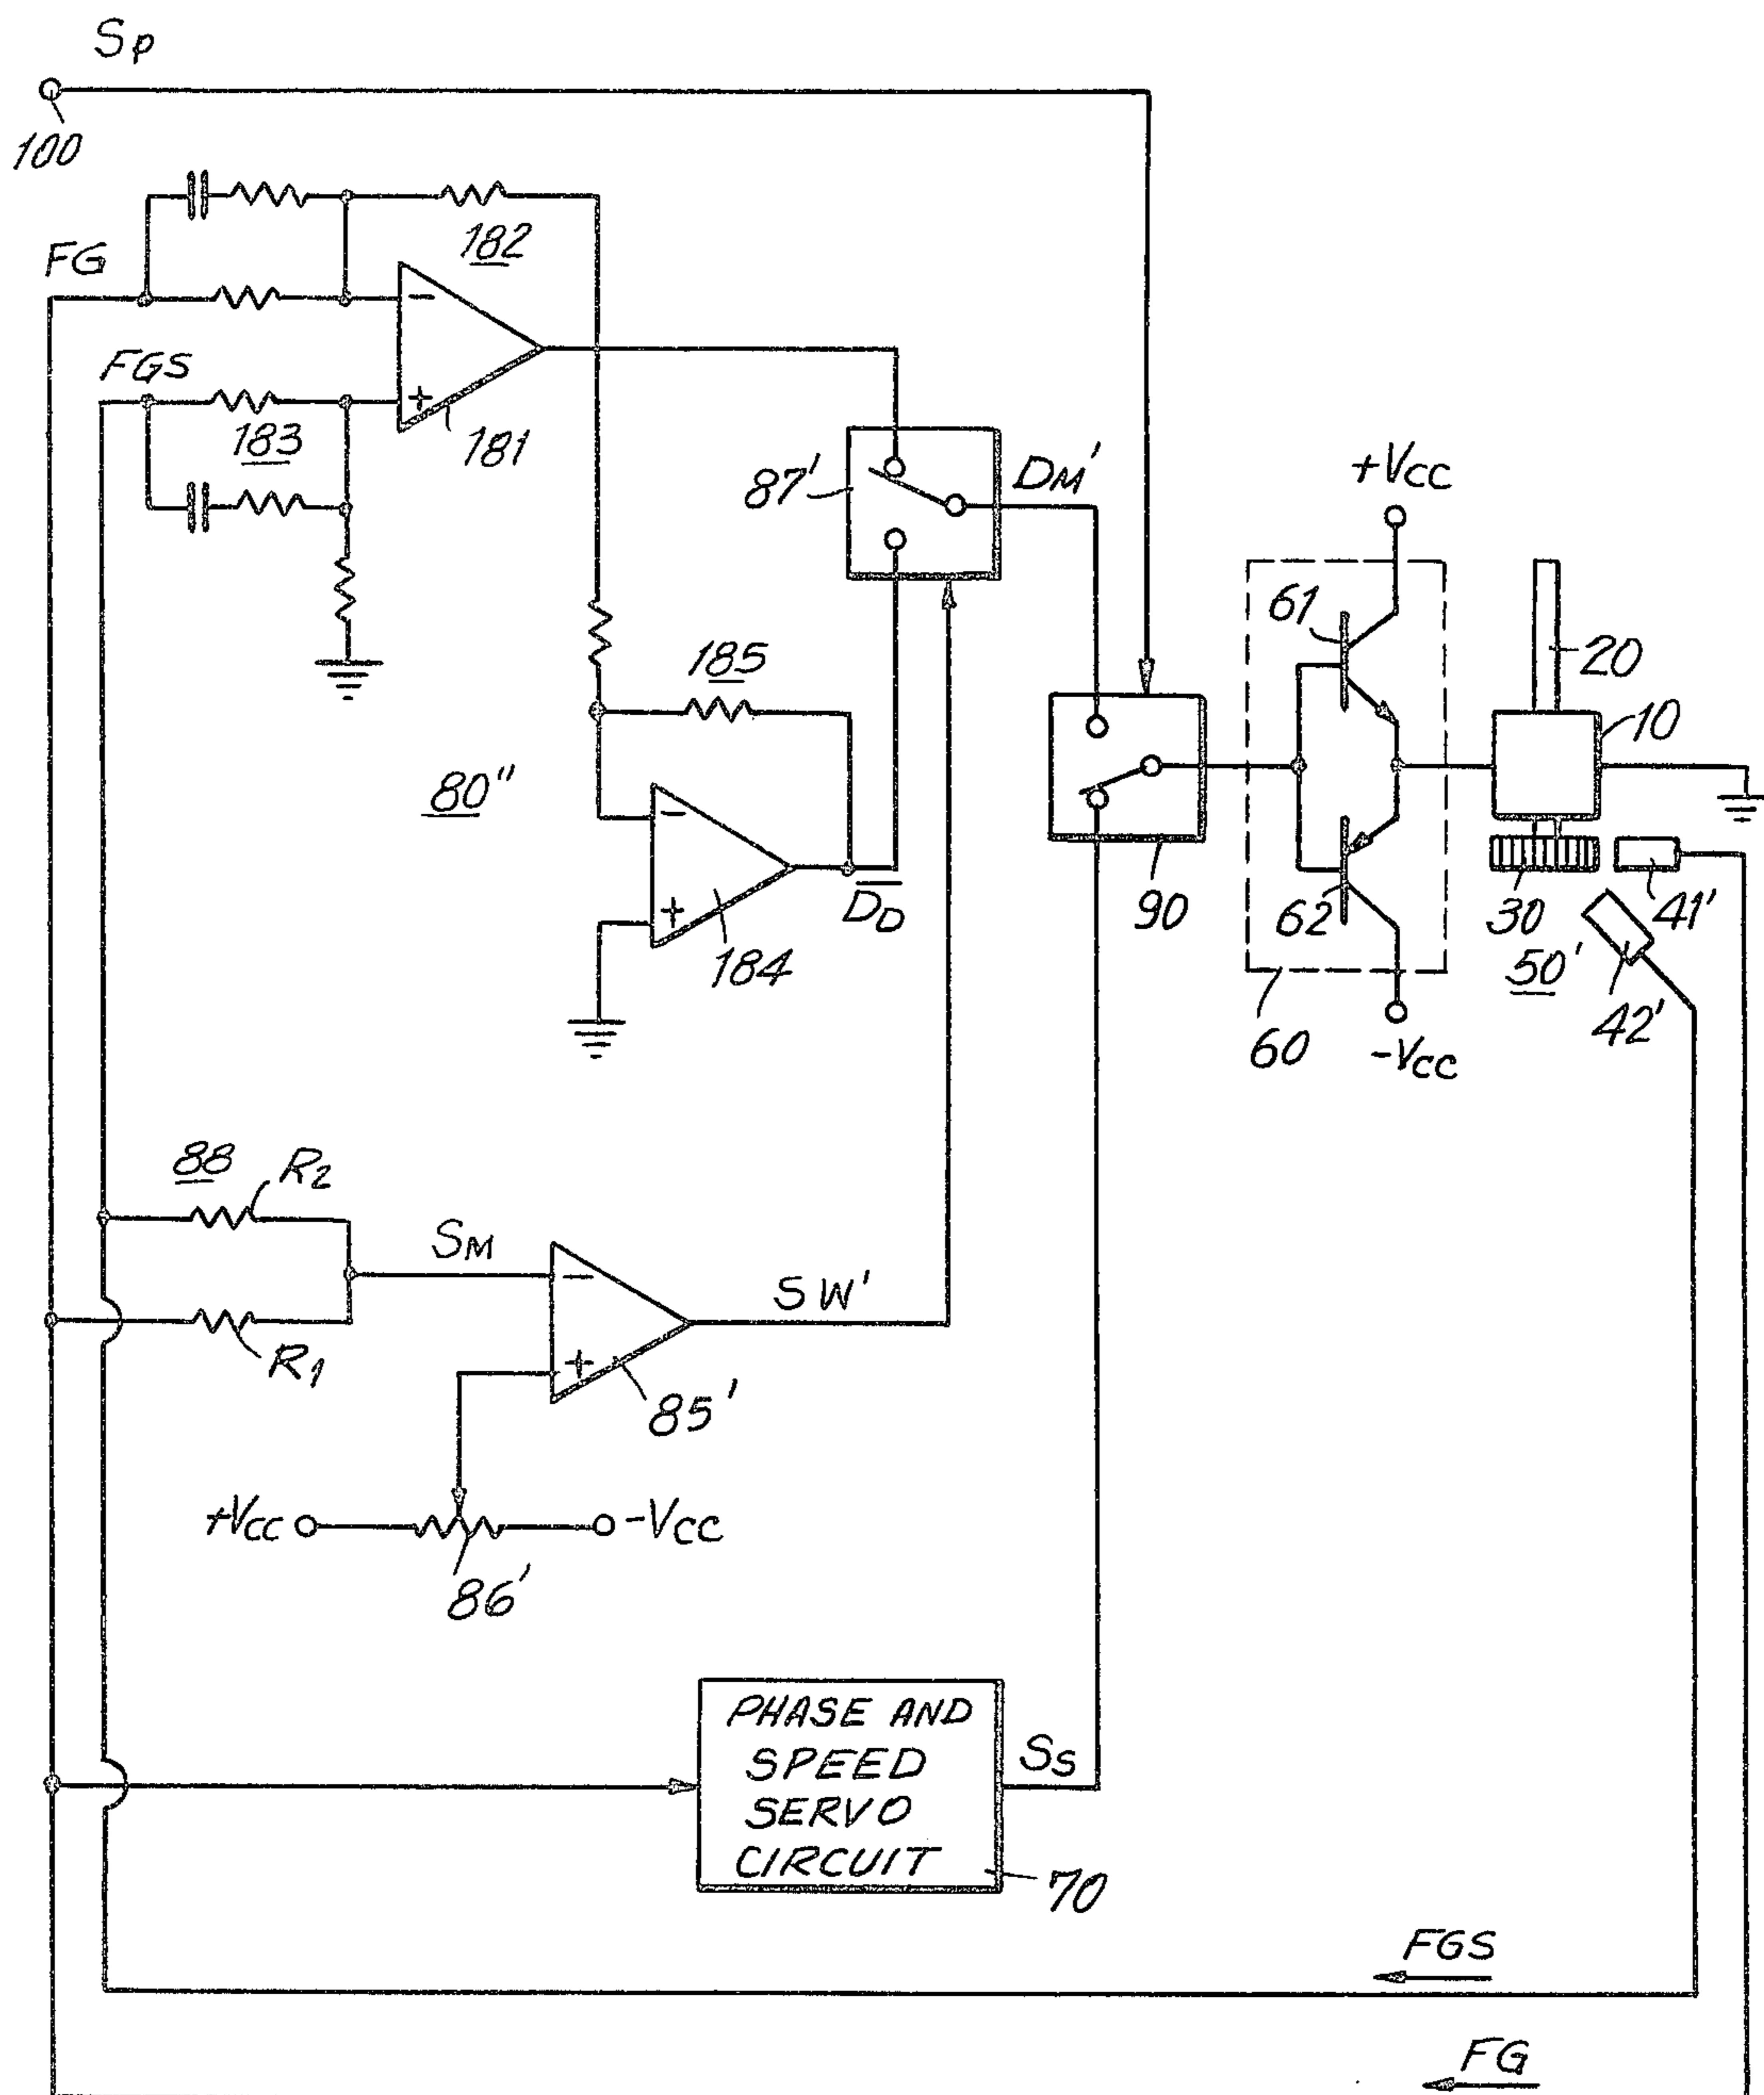 Sp
100
182
FG
−
FGS
+
183
181
87'
DM'
+VCC
61
20
185
10
80"
−
+
DD
184
90
62
30
41'
50'
42'
60
-VCC
88
R2
SM
−
SW'
R1
+
85'
+VCC
-VCC
86'
PHASE AND
SPEED
SERVO
CIRCUIT
SS
70
FGS
FG